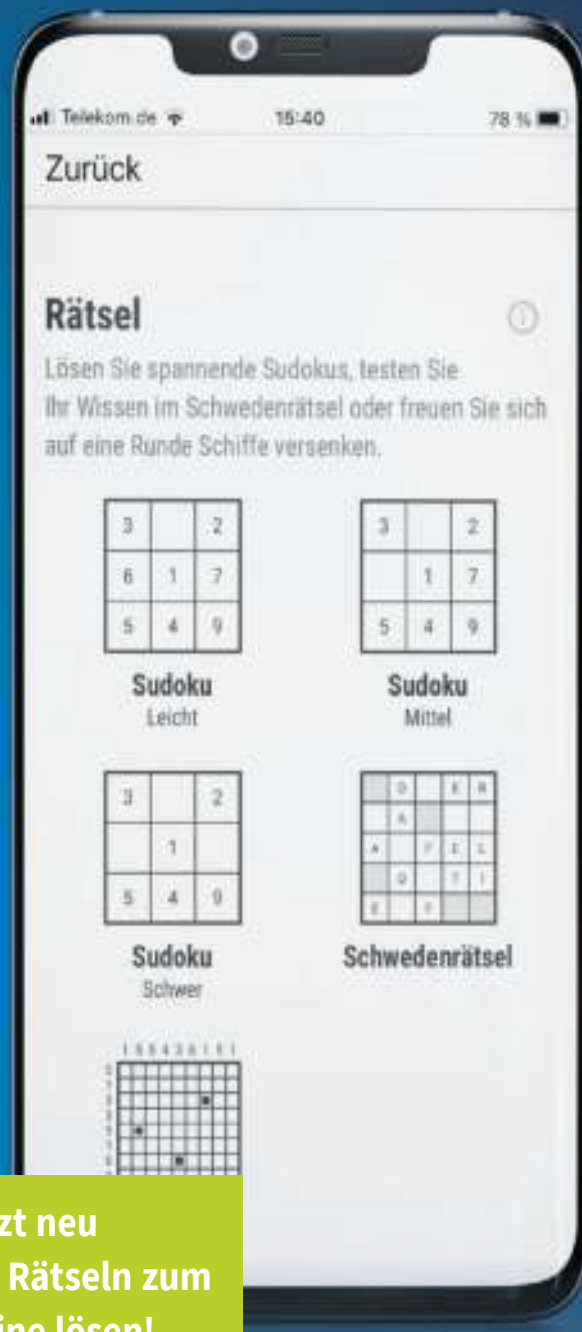 Telekom.de 15:40 78 %
Zurück
Rätsel
Lösen Sie spannende Sudokus, testen Sie
Ihr Wissen im Schwedenrätsel oder freuen Sie sich
auf eine Runde Schiffe versenken.
3 2 3 2
6 1 7 1 7
5 4 9 5 4 9
Sudoku Sudoku
Leicht Mittel
3 2
1
5 4 9
Sudoku Schwedenrätsel
Schwer
zt neu
Rätseln zum
ine lösen!